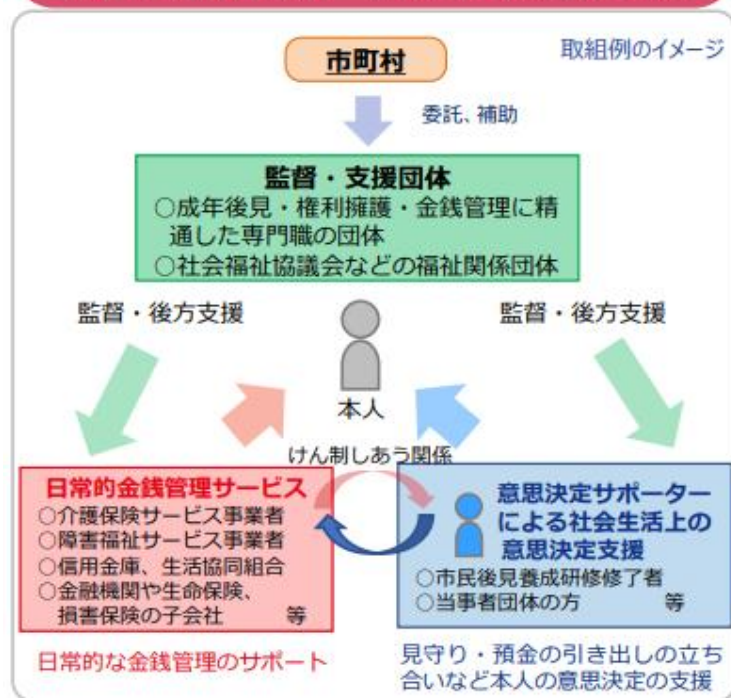 取組例のイメージ
市町村
委託、補助
監督・支援団体
○成年後見・権利擁護・金銭管理に精
通した専門職の団体
○社会福祉協議会などの福祉関係団体
監督・後方支援
監督・後方支援
本人
けん制しあう関係
日常的金銭管理サービス
○介護保険サービス事業者
○障害福祉サービス事業者
○信用金庫、生活協同組合
○金融機関や生命保険、
損害保険の子会社 等
日常的な金銭管理のサポート
意思決定サポーター
による社会生活上の
意思決定支援
○市民後見養成研修修了者
○当事者団体の方 等
見守り・預金の引き出しの立ち
合いなど本人の意思決定の支援